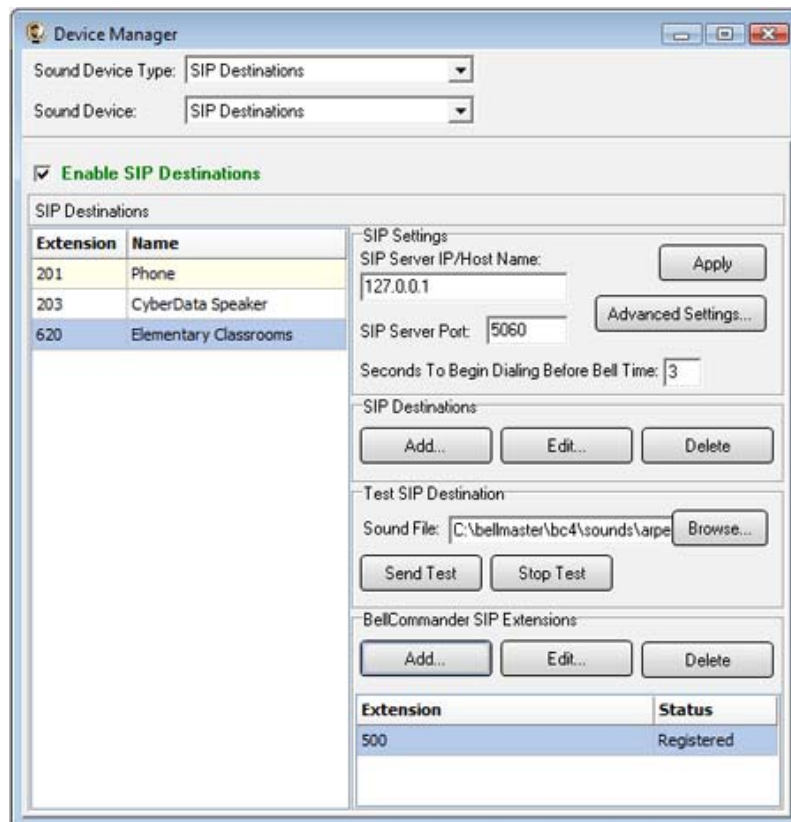 Device Manager
Sound Device Type: SIP Destinations
Sound Device: SIP Destinations
Enable SIP Destinations
SIP Destinations
Extension Name
201 Phone
203 CyberData Speaker
620 Elementary Classrooms
SIP Settings
SIP Server IP/Host Name:
Apply
127.0.0.1
Advanced Settings...
SIP Server Port: 5060
Seconds To Begin Dialing Before Bell Time: 3
SIP Destinations
Add... Edit... Delete
Test SIP Destination
Sound File: C:\bellmaster\bc4\sounds\arpe Browse...
Send Test Stop Test
BellCommander SIP Extensions
Add... Edit... Delete
Extension Status
500 Registered